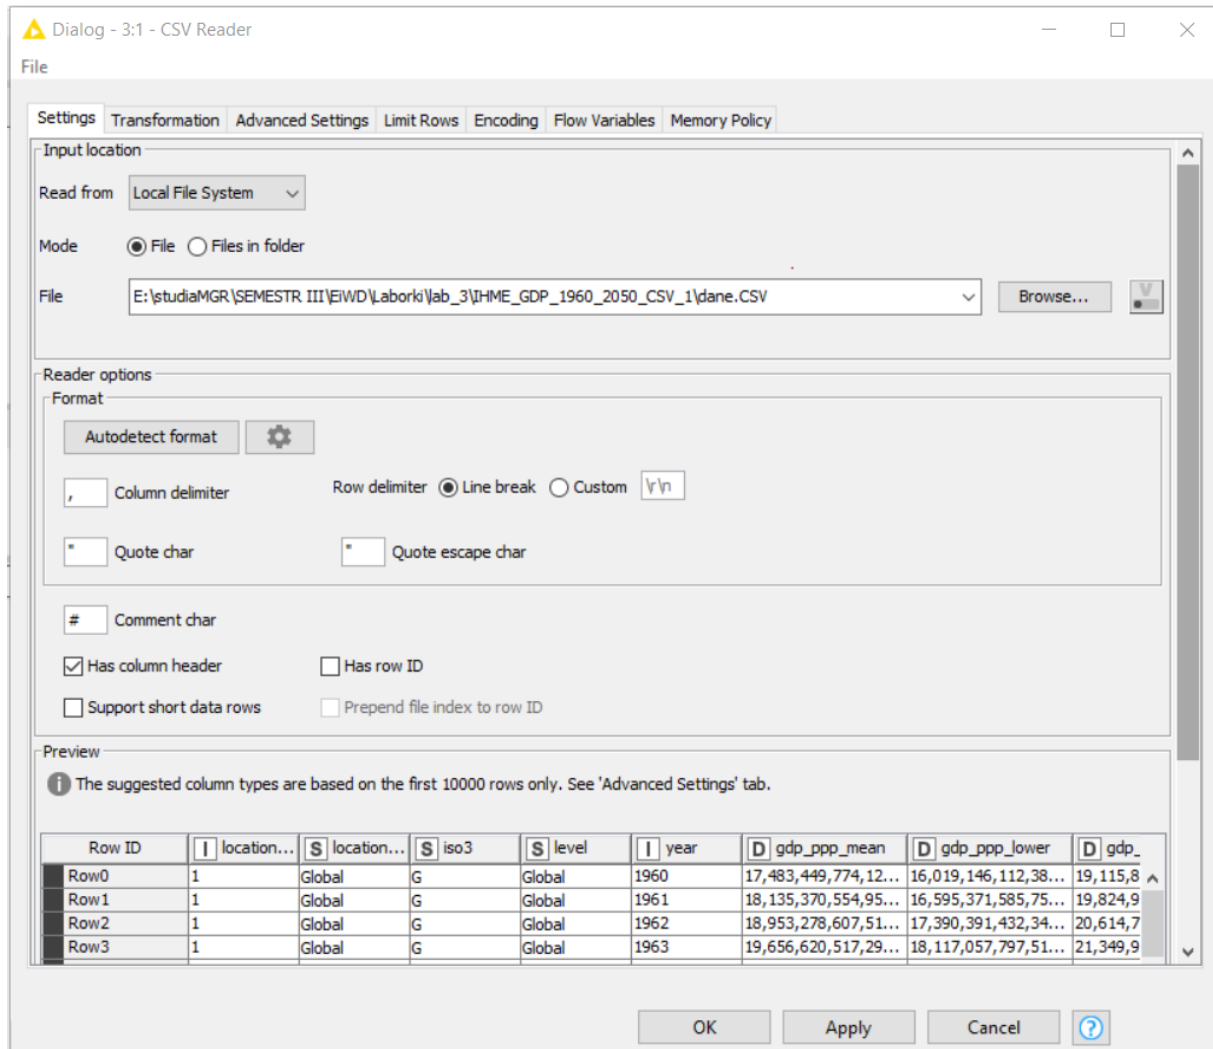 Dialog - 3:1 - CSV Reader
File
Settings Transformation Advanced Settings Limit Rows Encoding Flow Variables Memory Policy
Input location
Read from Local File System
Mode File Files in folder
File E:\studiaMGR\SEMESTR III\EiWD\Laborki\lab_3\IHME_GDP_1960_2050_CSV_1\dane.CSV Browse... V
Reader options
Format
Autodetect format
, Column delimiter Row delimiter Line break Custom \r\n
" Quote char " Quote escape char
# Comment char
Has column header Has row ID
Support short data rows Prepend file index to row ID
Preview
i The suggested column types are based on the first 10000 rows only. See 'Advanced Settings' tab.
Row ID I location... S location... S iso3 S level I year D gdp_ppp_mean D gdp_ppp_lower D gdp_
Row0 1 Global G Global 1960 17,483,449,774,12... 16,019,146,112,38... 19,115,8
Row1 1 Global G Global 1961 18,135,370,554,95... 16,595,371,585,75... 19,824,9
Row2 1 Global G Global 1962 18,953,278,607,51... 17,390,391,432,34... 20,614,7
Row3 1 Global G Global 1963 19,656,620,517,29... 18,117,057,797,51... 21,349,9
OK Apply Cancel ?